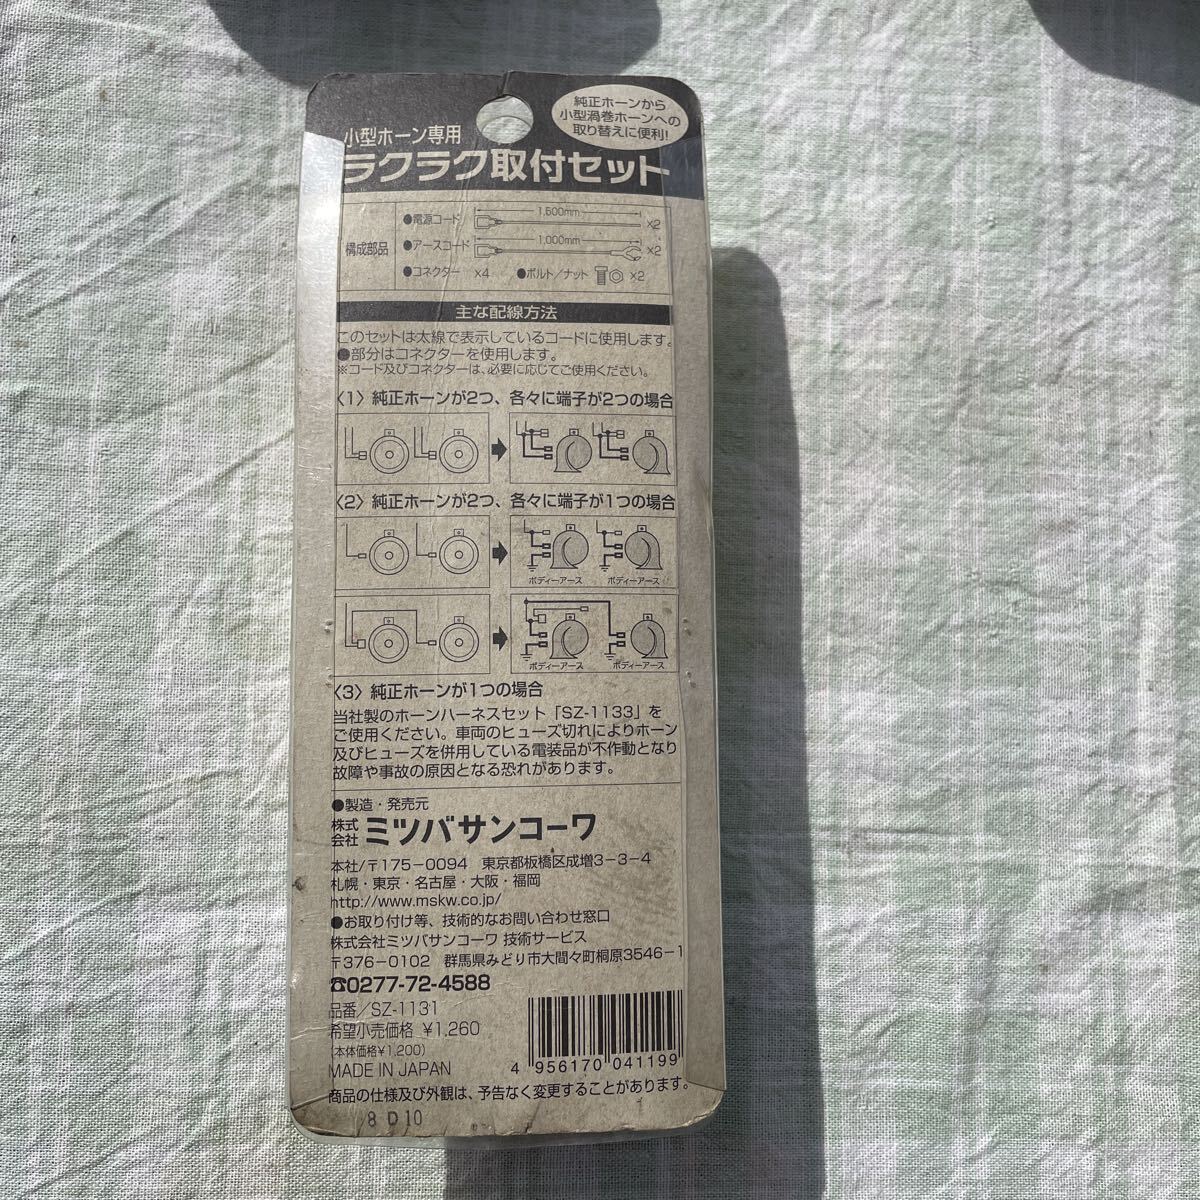 純正ホーンから
小型渦巻ホーンへの
取り替えに便利!
小型ホーン専用
ラクラク取付セット
構成部品
●電源コード 1,500mm ×2
●アースコード 1,000mm ×2
●コネクター ×4 ●ボルト/ナット ×2
主な配線方法
このセットは太線で表示しているコードに使用します。
●部分はコネクターを使用します。
※コード及びコネクターは、必要に応じてご使用ください。
〈1〉純正ホーンが2つ、各々に端子が2つの場合
〈2〉純正ホーンが2つ、各々に端子が1つの場合
ボディーアース ボディーアース
ボディーアース ボディーアース
〈3〉純正ホーンが1つの場合
当社製のホーンハーネスセット「SZ-1133」を
ご使用ください。車両のヒューズ切れによりホーン
及びヒューズを併用している電装品が不作動となり
故障や事故の原因となる恐れがあります。
●製造・発売元
株式会社 ミツバサンコーワ
本社/〒175-0094 東京都板橋区成増3-3-4
札幌・東京・名古屋・大阪・福岡
http://www.mskw.co.jp/
●お取り付け等、技術的なお問い合わせ窓口
株式会社ミツバサンコーワ 技術サービス
〒376-0102 群馬県みどり市大間々町桐原3546-1
☎0277-72-4588
品番/SZ-1131
希望小売価格 ¥1,260
(本体価格¥1,200)
MADE IN JAPAN
4 956170 041199
商品の仕様及び外観は、予告なく変更することがあります。
8 D 10